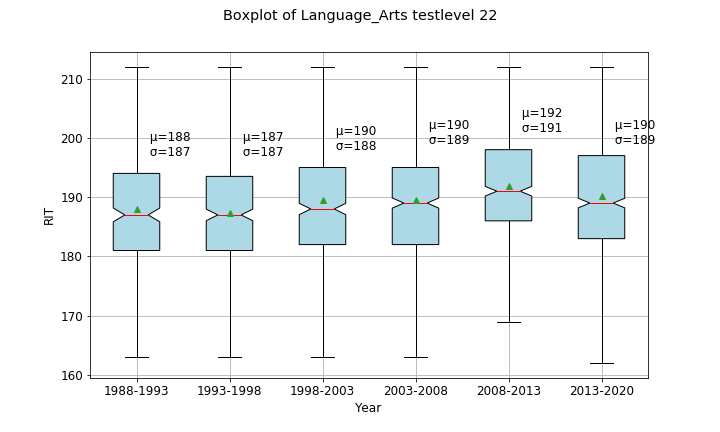 Boxplot of Language_Arts testlevel 22
210
200
190
180
170
160
RIT
μ=188
σ=187
μ=187
σ=187
μ=190
σ=188
μ=190
σ=189
μ=192
σ=191
μ=190
σ=189
1988-1993 1993-1998 1998-2003 2003-2008 2008-2013 2013-2020
Year